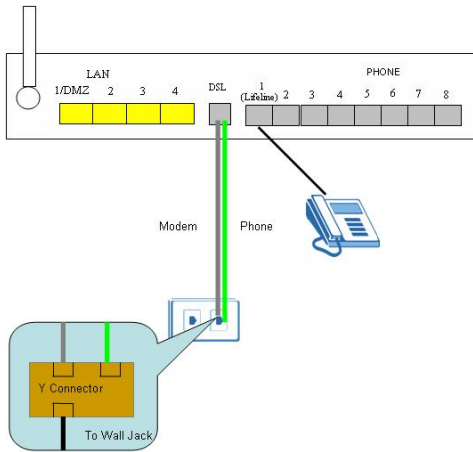 LAN
PHONE
1/DMZ 2 3 4
DSL
1 2 3 4 5 6 7 8
(Lifeline)
Modem
Phone
Y Connector
To Wall Jack